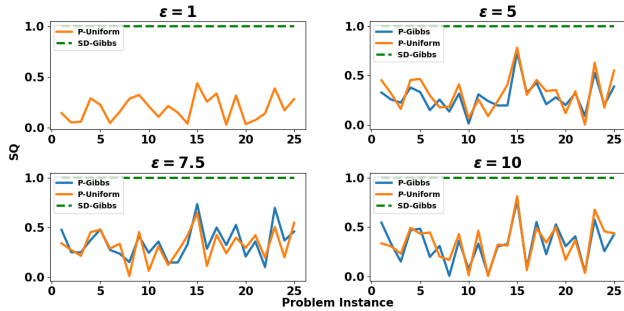 ε = 1
1.0
0.5
0.0
P-Uniform
SD-Gibbs
0 5 10 15 20 25
ε = 5
1.0
0.5
0.0
P-Gibbs
P-Uniform
SD-Gibbs
0 5 10 15 20 25
SQ
ε = 7.5
1.0
0.5
0.0
P-Gibbs
P-Uniform
SD-Gibbs
0 5 10 15 20 25
ε = 10
1.0
0.5
0.0
P-Gibbs
P-Uniform
SD-Gibbs
0 5 10 15 20 25
Problem Instance